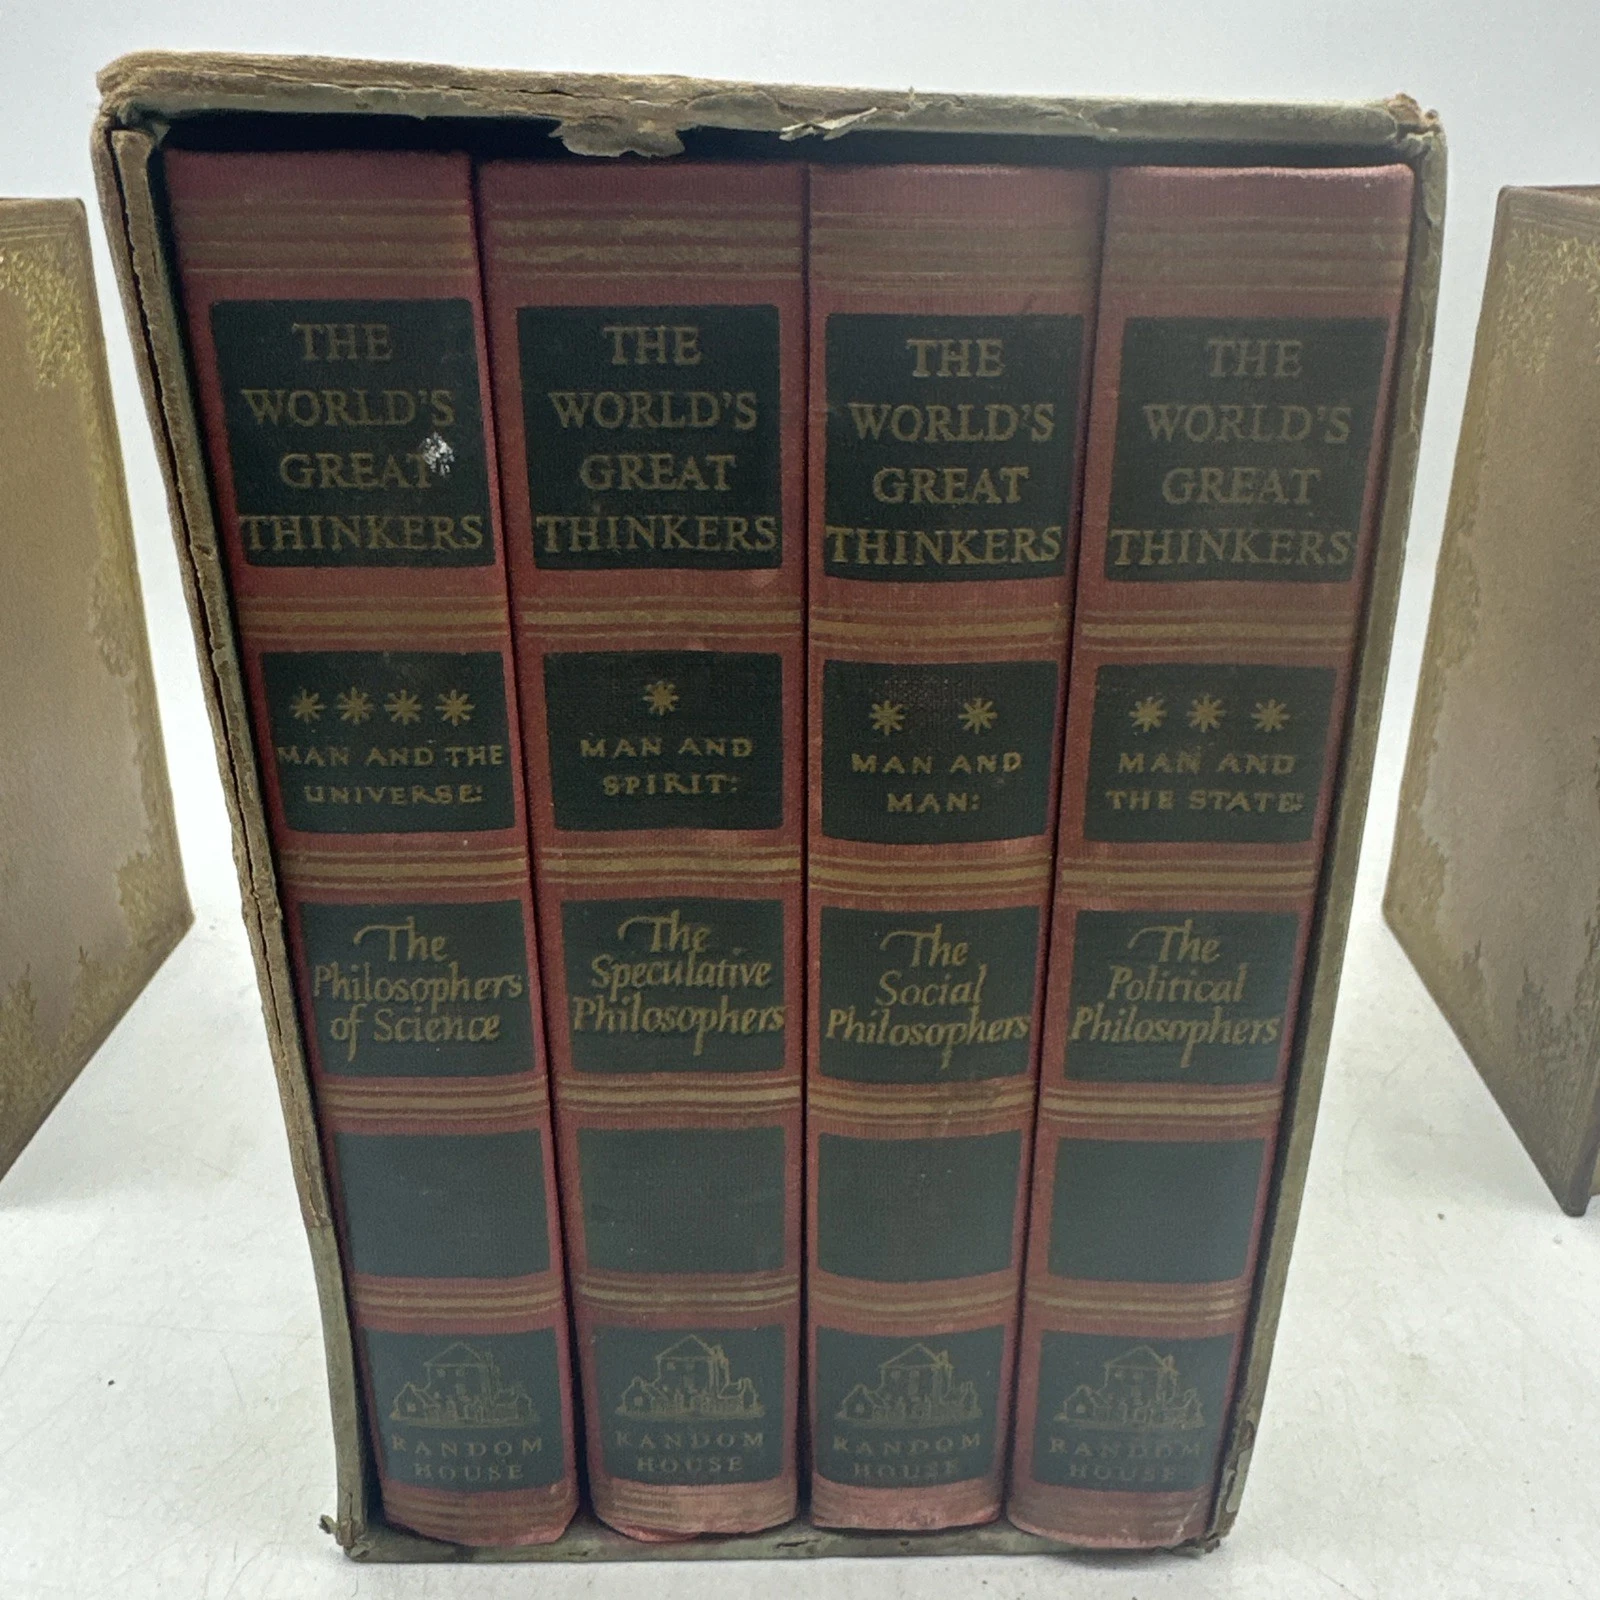 THE
WORLD'S
GREAT
THINKERS
****
MAN AND THE
UNIVERSE:
The
Philosophers
of Science
RANDOM
HOUSE
THE
WORLD'S
GREAT
THINKERS
*
MAN AND
SPIRIT:
The
Speculative
Philosophers
RANDOM
HOUSE
THE
WORLD'S
GREAT
THINKERS
**
MAN AND
MAN:
The
Social
Philosophers
RANDOM
HOUSE
THE
WORLD'S
GREAT
THINKERS
***
MAN AND
THE STATE:
The
Political
Philosophers
RANDOM
HOUSE